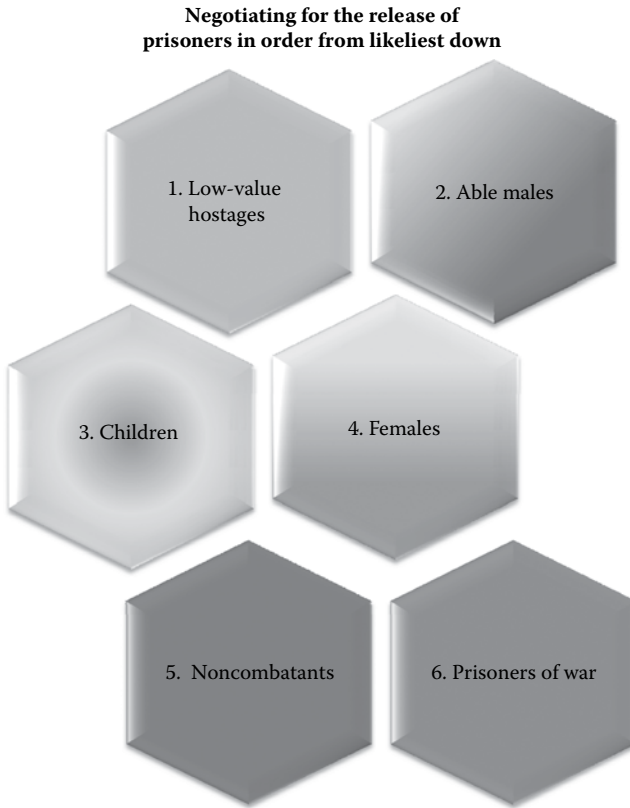 Negotiating for the release of
prisoners in order from likeliest down
1. Low-value
hostages
2. Able males
3. Children
4. Females
5. Noncombatants
6. Prisoners of war